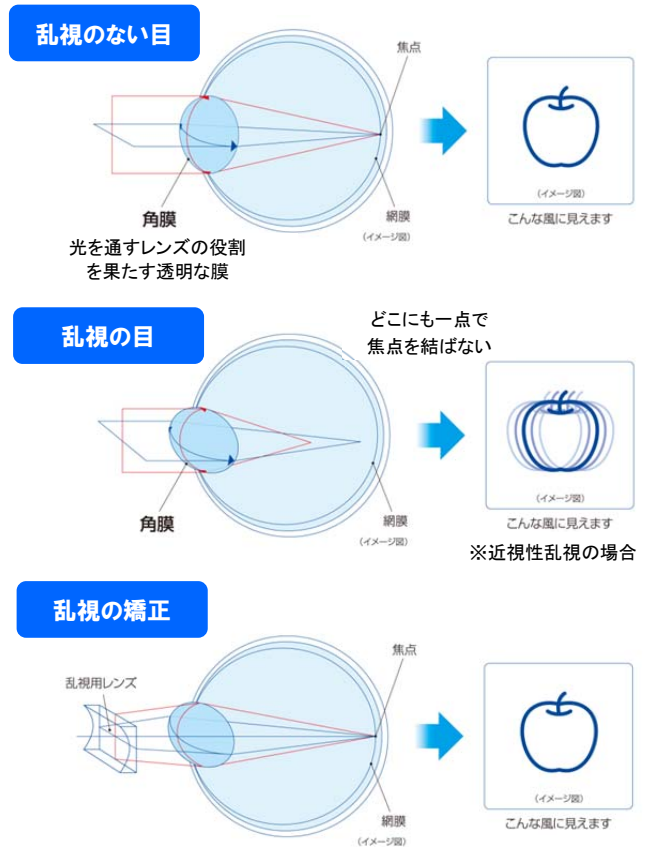 乱視のない目
焦点
角膜
光を通すレンズの役割
を果たす透明な膜
網膜
(イメージ図)
(イメージ図)
こんな風に見えます
乱視の目
どこにも一点で
焦点を結ばない
角膜
網膜
(イメージ図)
(イメージ図)
こんな風に見えます
※近視性乱視の場合
乱視の矯正
乱視用レンズ
焦点
網膜
(イメージ図)
(イメージ図)
こんな風に見えます